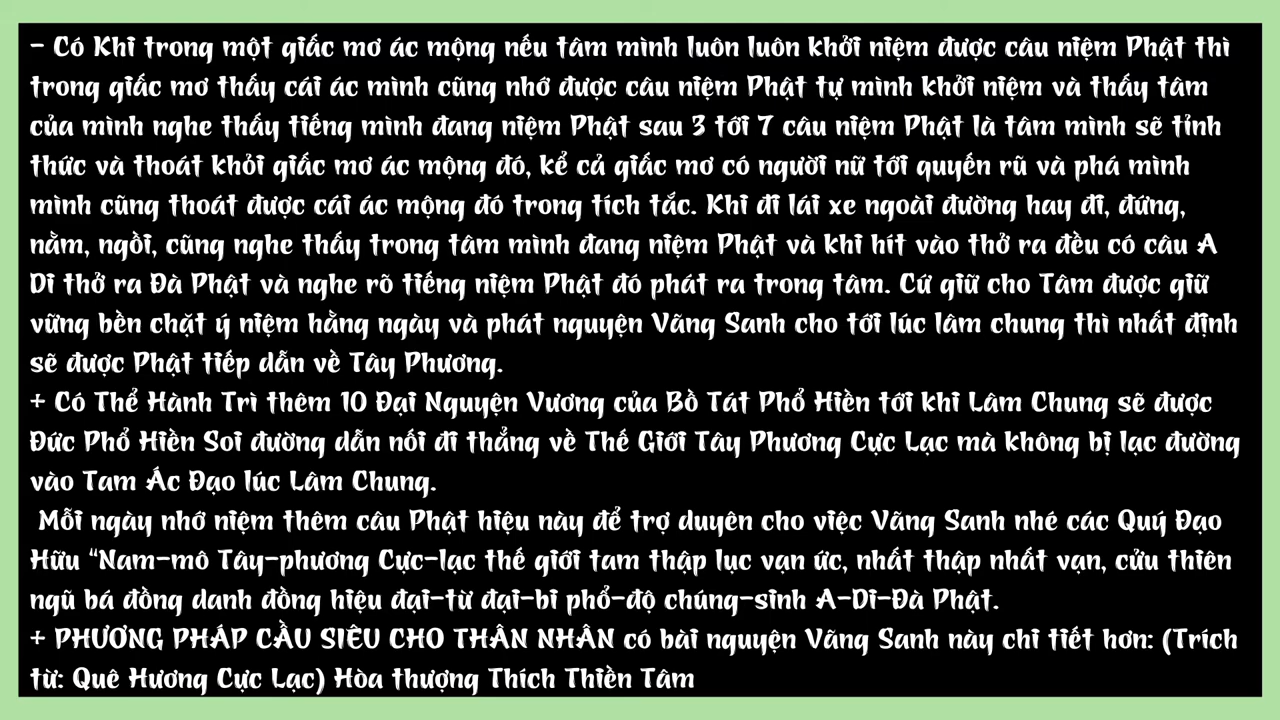 - Có Khi trong một giấc mơ ác mộng nếu tâm mình luôn luôn khởi niệm được câu niệm Phật thì
trong giấc mơ thấy cái ác mình cũng nhớ được câu niệm Phật tự mình khởi niệm và thấy tâm
của mình nghe thấy tiếng mình đang niệm Phật sau 3 tới 7 câu niệm Phật là tâm mình sẽ tỉnh
thức và thoát khỏi giấc mơ ác mộng đó, kể cả giấc mơ có người nữ tới quyến rũ và phá mình
mình cũng thoát được cái ác mộng đó trong tích tắc. Khi đi lái xe ngoài đường hay đi, đứng,
nằm, ngồi, cũng nghe thấy trong tâm mình đang niệm Phật và khi hít vào thở ra đều có câu A
Di thở ra Đà Phật và nghe rõ tiếng niệm Phật đó phát ra trong tâm. Cứ giữ cho Tâm được giữ
vững bền chặt ý niệm hằng ngày và phát nguyện Vãng Sanh cho tới lúc lâm chung thì nhất định
sẽ được Phật tiếp dẫn về Tây Phương.
+ Có Thể Hành Trì thêm 10 Đại Nguyện Vương của Bồ Tát Phổ Hiền tới khi Lâm Chung sẽ được
Đức Phổ Hiền Soi đường dẫn nối đi thẳng về Thế Giới Tây Phương Cực Lạc mà không bị lạc đường
vào Tam Ác Đạo lúc Lâm Chung.
Mỗi ngày nhớ niệm thêm câu Phật hiệu này để trợ duyên cho việc Vãng Sanh nhé các Quý Đạo
Hữu "Nam-mô Tây-phương Cực-lạc thế giới tam thập lục vạn ức, nhất thập nhất vạn, cửu thiên
ngũ bá đồng danh đồng hiệu đại-từ đại-bi phổ-độ chúng-sinh A-Di-Đà Phật.
+ PHƯƠNG PHÁP CẦU SIÊU CHO THÂN NHÂN có bài nguyện Vãng Sanh này chi tiết hơn: (Trích
từ: Quê Hương Cực Lạc) Hòa thượng Thích Thiền Tâm